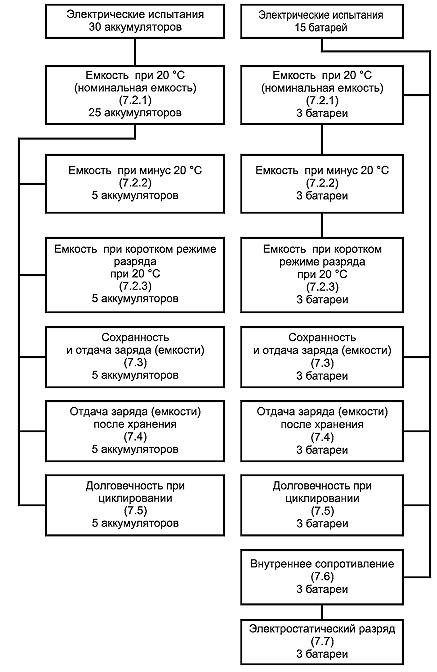 Электрические испытания
30 аккумуляторов
Емкость при 20 °С
(номинальная емкость)
(7.2.1)
25 аккумуляторов
Емкость при минус 20 °С
(7.2.2)
5 аккумуляторов
Емкость при коротком режиме
разряда
при 20 °С
(7.2.3)
5 аккумуляторов
Сохранность
и отдача заряда (емкости)
(7.3)
5 аккумуляторов
Отдача заряда (емкости)
после хранения
(7.4)
5 аккумуляторов
Долговечность при
циклировании
(7.5)
5 аккумуляторов
Электрические испытания
15 батарей
Емкость при 20 °С
(номинальная емкость)
(7.2.1)
3 батареи
Емкость при минус 20 °С
(7.2.2)
3 батареи
Емкость при коротком
режиме разряда
при 20 °С
(7.2.3)
3 батареи
Сохранность
и отдача заряда (емкости)
(7.3)
3 батареи
Отдача заряда (емкости)
после хранения
(7.4)
3 батареи
Долговечность при
циклировании
(7.5)
3 батареи
Внутреннее сопротивление
(7.6)
3 батареи
Электростатический разряд
(7.7)
3 батареи